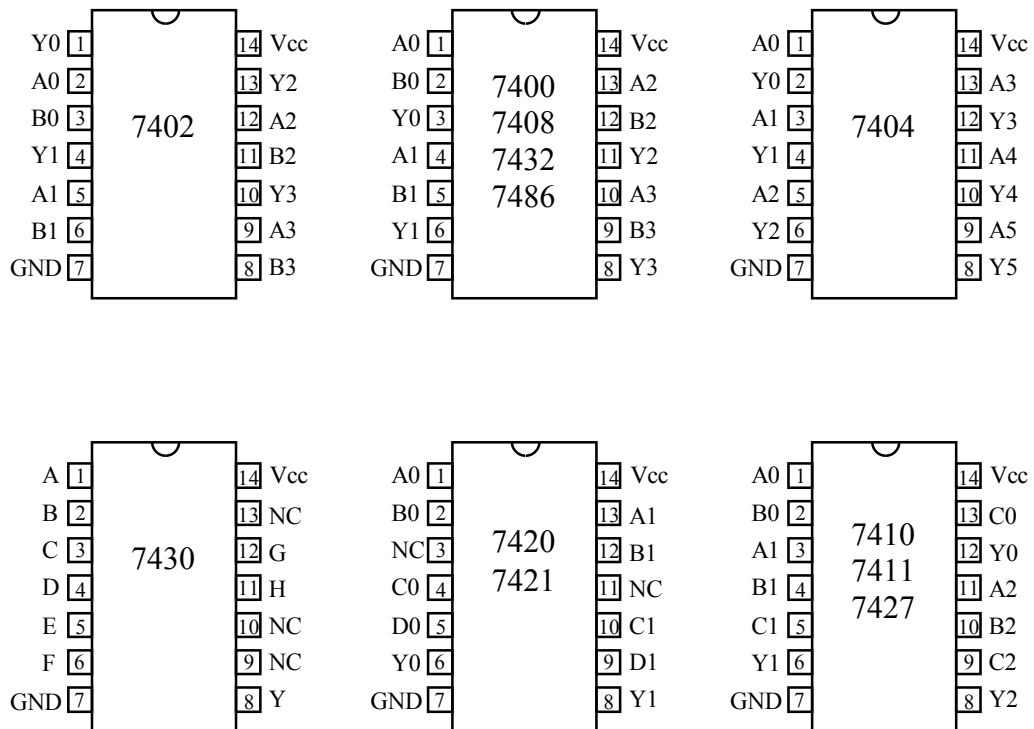 Y0 1 14 Vcc
A0 2 13 Y2
B0 3 7402 12 A2
Y1 4 11 B2
A1 5 10 Y3
B1 6 9 A3
GND 7 8 B3
A0 1 14 Vcc
B0 2 7400 13 A2
Y0 3 7408 12 B2
A1 4 7432 11 Y2
B1 5 7486 10 A3
Y1 6 9 B3
GND 7 8 Y3
A0 1 14 Vcc
Y0 2 13 A3
A1 3 7404 12 Y3
Y1 4 11 A4
A2 5 10 Y4
Y2 6 9 A5
GND 7 8 Y5
A 1 14 Vcc
B 2 13 NC
C 3 7430 12 G
D 4 11 H
E 5 10 NC
F 6 9 NC
GND 7 8 Y
A0 1 14 Vcc
B0 2 13 A1
NC 3 7420 12 B1
C0 4 7421 11 NC
D0 5 10 C1
Y0 6 9 D1
GND 7 8 Y1
A0 1 14 Vcc
B0 2 13 C0
A1 3 7410 12 Y0
B1 4 7411 11 A2
C1 5 7427 10 B2
Y1 6 9 C2
GND 7 8 Y2